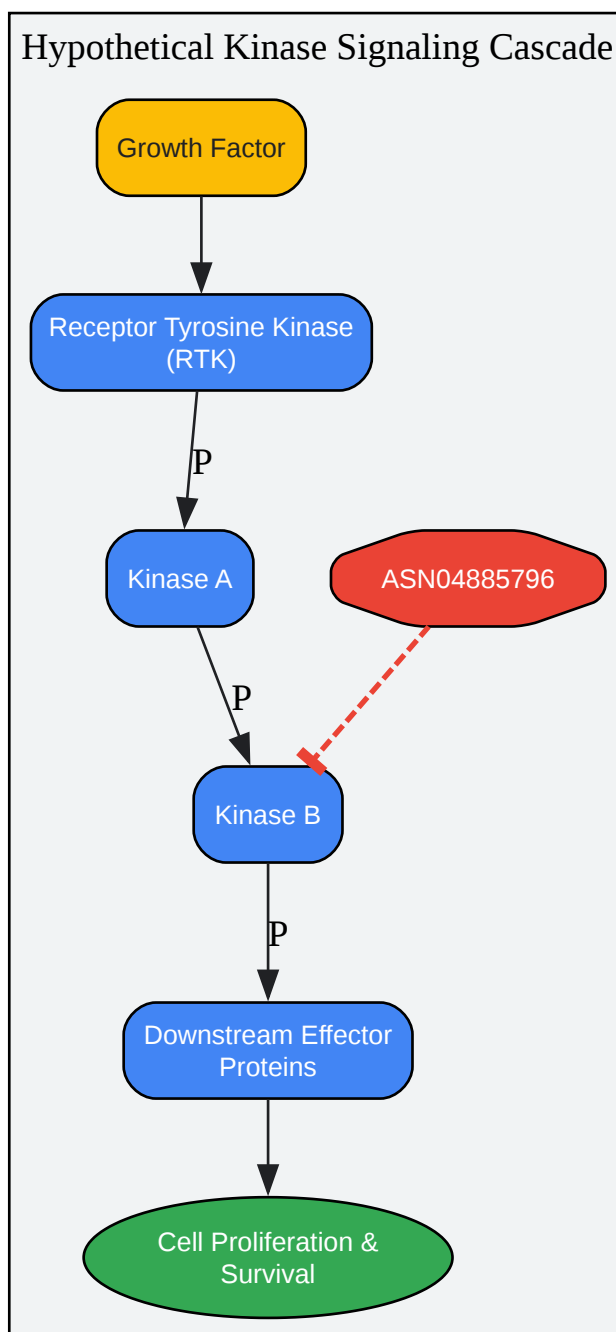 Hypothetical Kinase Signaling Cascade
Growth Factor
Receptor Tyrosine Kinase
(RTK)
P
Kinase A
ASN04885796
P
Kinase B
P
Downstream Effector
Proteins
Cell Proliferation &
Survival